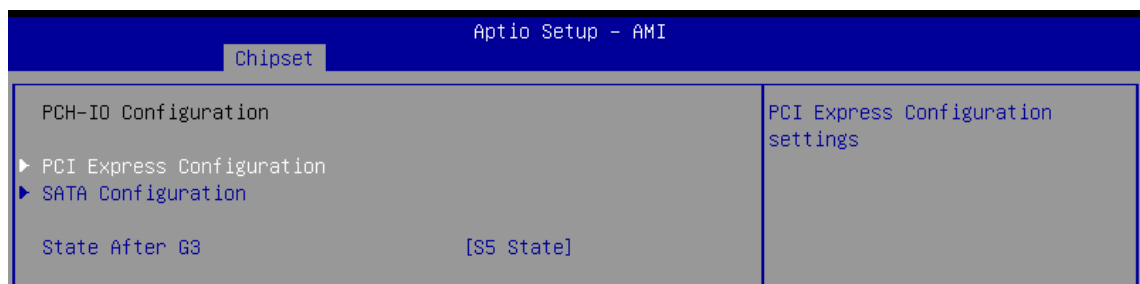 Aptio Setup – AMI
Chipset
PCH-IO Configuration
PCI Express Configuration
settings
PCI Express Configuration
SATA Configuration
State After G3 [S5 State]